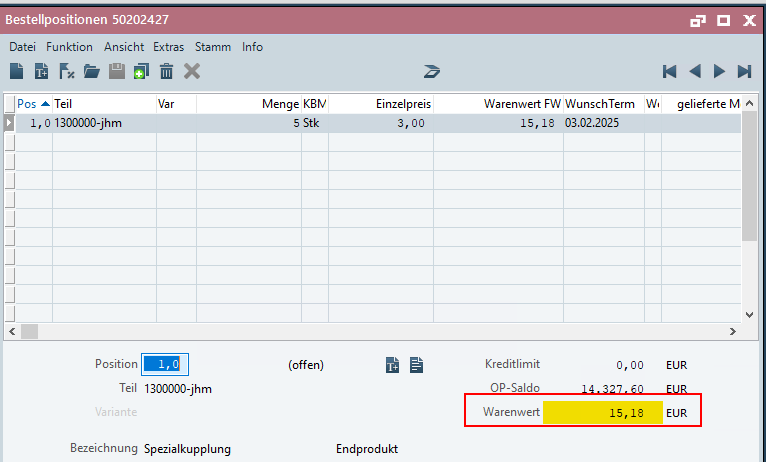 Bestellpositionen 50202427
Datei Funktion Ansicht Extras Stamm Info
Pos Teil Var Menge KBM Einzelpreis Warenwert FW WunschTerm We gelieferte M
1,0 1300000-jhm 5 Stk 3,00 15,18 03.02.2025
Position 1,0 (offen) Kreditlimit 0,00 EUR
Teil 1300000-jhm OP-Saldo 14.327,60 EUR
Variante Warenwert 15,18 EUR
Bezeichnung Spezialkupplung Endprodukt